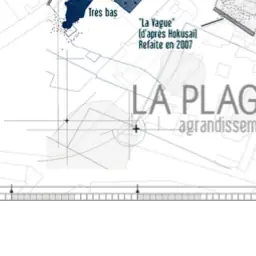 Très bas
"La Vague"
(d'après Hokusai)
Refaite en 2007
LA PLAG
agrandissem